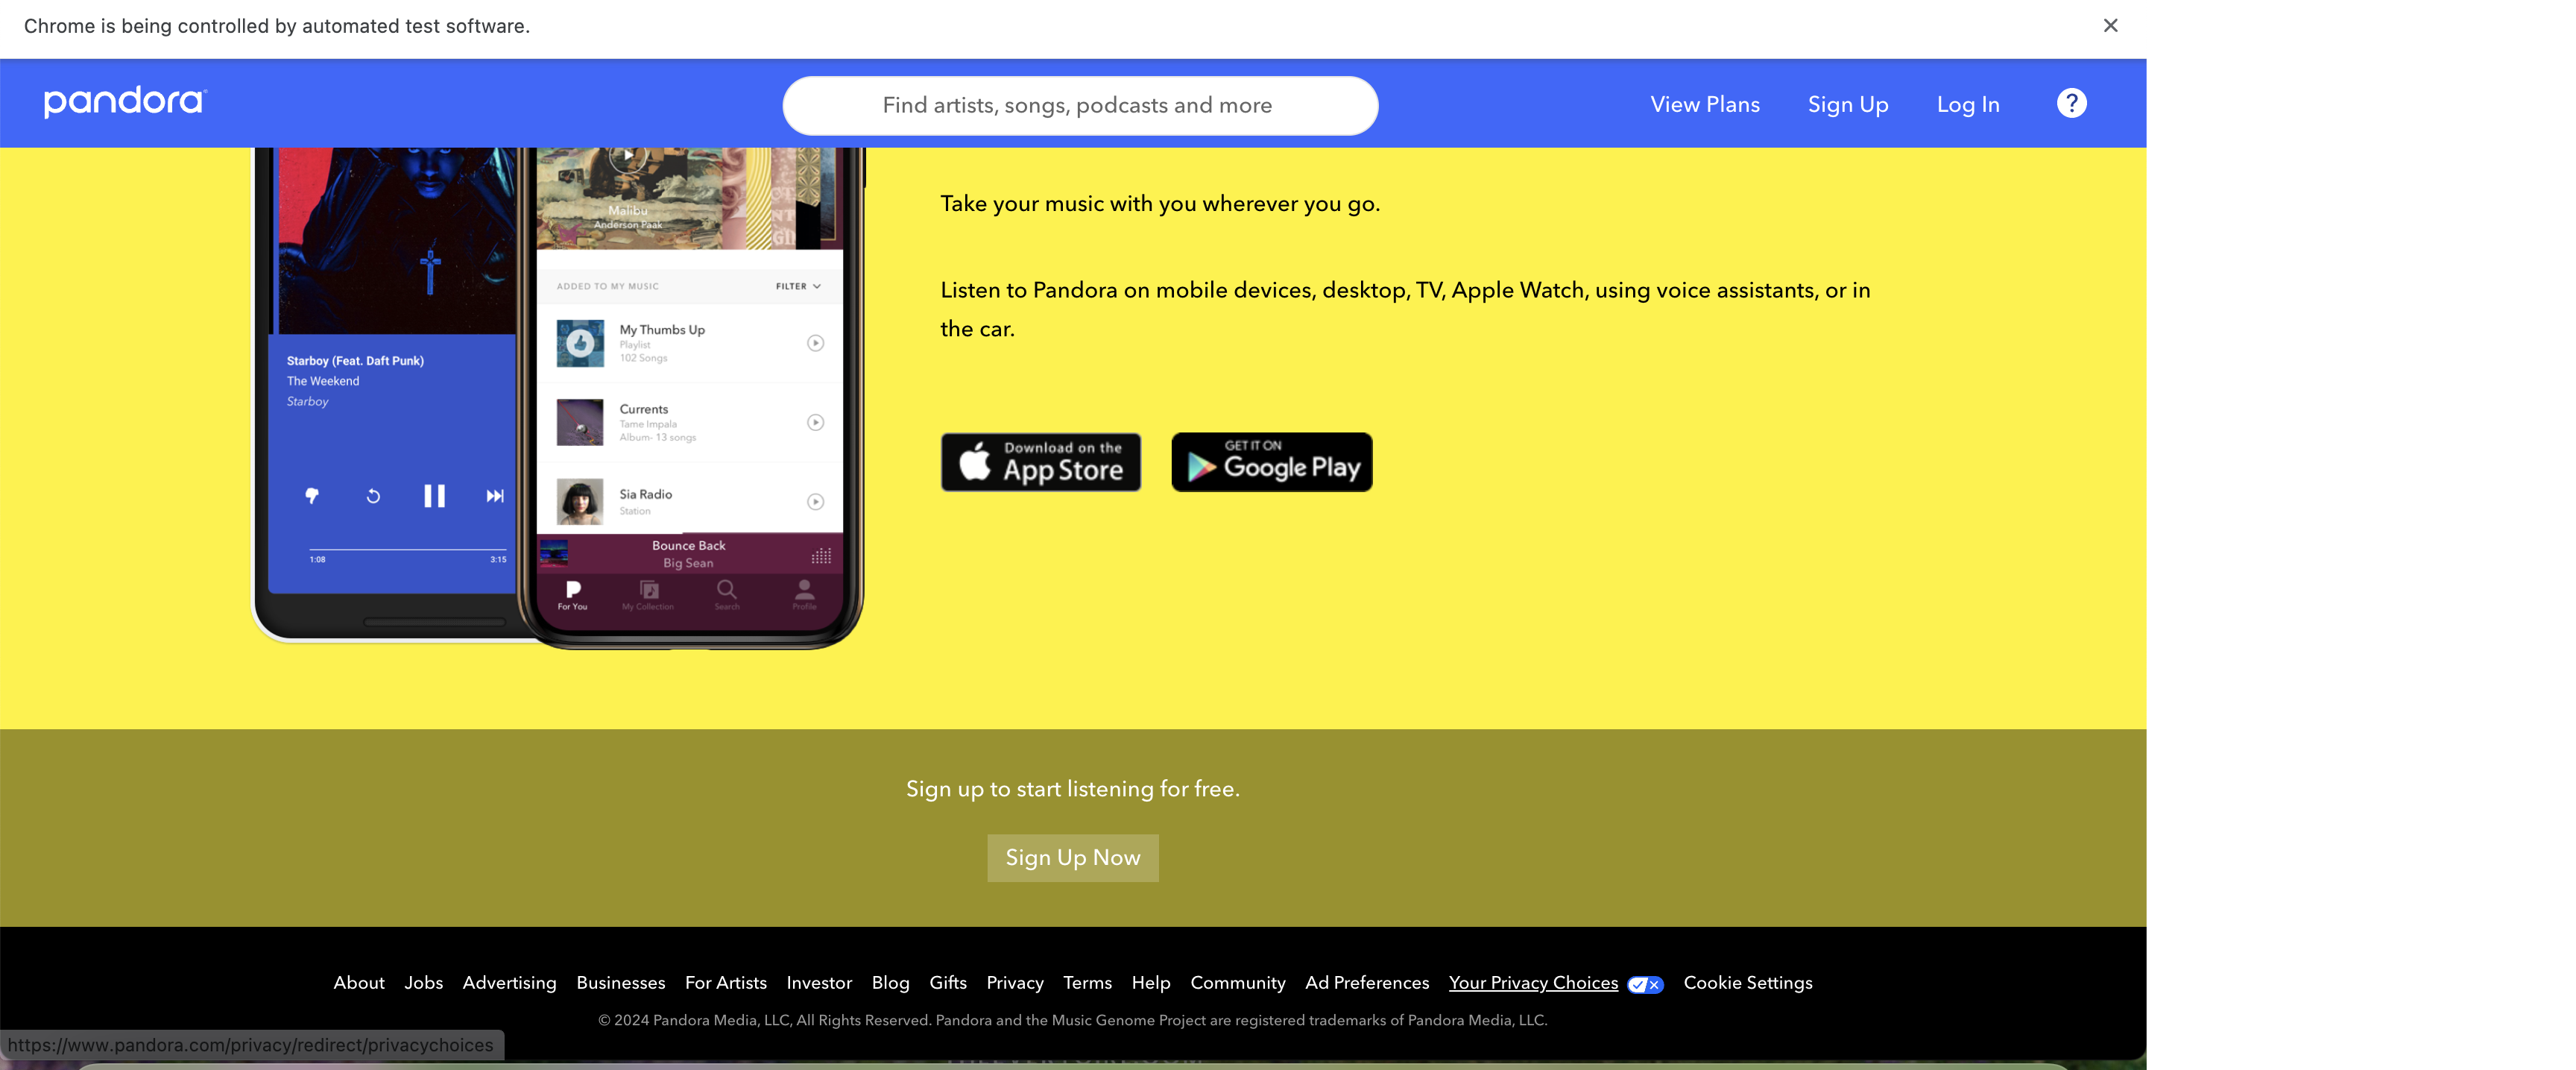 Chrome is being controlled by automated test software.
pandora
Find artists, songs, podcasts and more
View Plans
Sign Up
Log In
?
Malibu
Anderson Paak
Take your music with you wherever you go.
Listen to Pandora on mobile devices, desktop, TV, Apple Watch, using voice assistants, or in
the car.
ADDED TO MY MUSIC
FILTER
My Thumbs Up
Playlist
102 Songs
Starboy (Feat. Daft Punk)
The Weekend
Starboy
Currents
Tame Impala
Album- 13 songs
Download on the
App Store
GET IT ON
Google Play
Sia Radio
Station
1:08
3:15
Bounce Back
Big Sean
For You
My Collection
Search
Profile
Sign up to start listening for free.
Sign Up Now
About Jobs Advertising Businesses For Artists Investor Blog Gifts Privacy Terms Help Community Ad Preferences Your Privacy Choices Cookie Settings
© 2024 Pandora Media, LLC, All Rights Reserved. Pandora and the Music Genome Project are registered trademarks of Pandora Media, LLC.
https://www.pandora.com/privacy/redirect/privacychoices